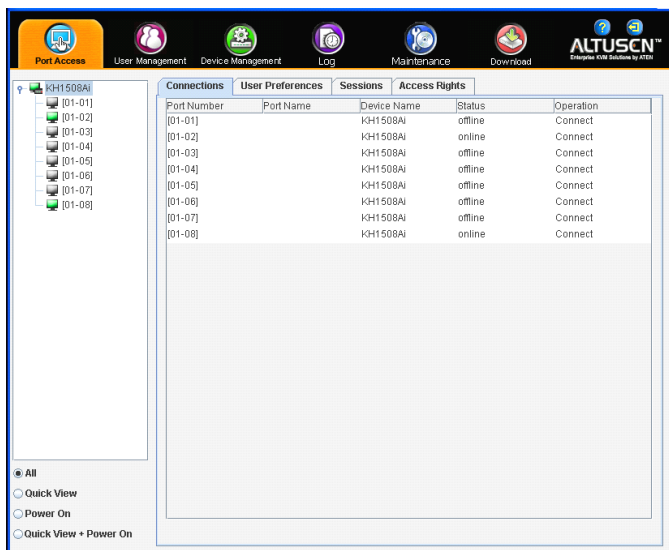 Port Access User Management Device Management Log Maintenance Download
ALTUSEN™
Enterprise KVM Solutions by ATEN
KH1508Ai
[01-01]
[01-02]
[01-03]
[01-04]
[01-05]
[01-06]
[01-07]
[01-08]
All
Quick View
Power On
Quick View + Power On
Connections User Preferences Sessions Access Rights
Port Number Port Name Device Name Status Operation
[01-01] KH1508Ai offline Connect
[01-02] KH1508Ai online Connect
[01-03] KH1508Ai offline Connect
[01-04] KH1508Ai offline Connect
[01-05] KH1508Ai offline Connect
[01-06] KH1508Ai offline Connect
[01-07] KH1508Ai offline Connect
[01-08] KH1508Ai online Connect